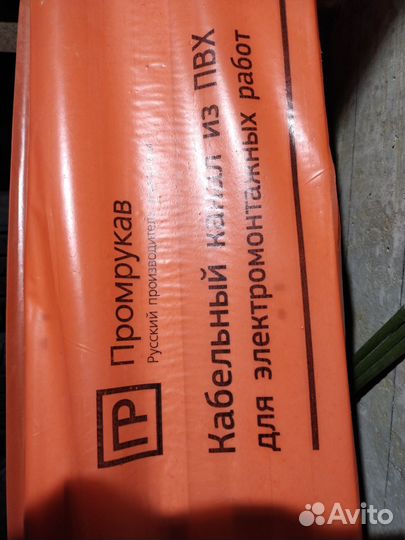 ПР
Промрукав
Русский производитель
Кабельный канал из ПВХ
для электромонтажных работ
Avito